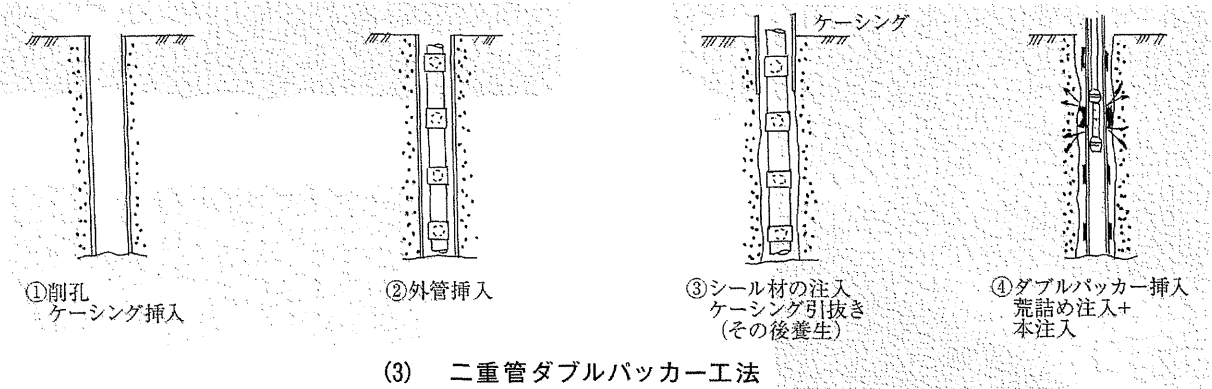 ケーシング
①削孔
ケーシング挿入
②外管挿入
③シール材の注入
ケーシング引抜き
(その後養生)
④ダブルパッカー挿入
荒詰め注入+
本注入
(3) 二重管ダブルパッカー工法